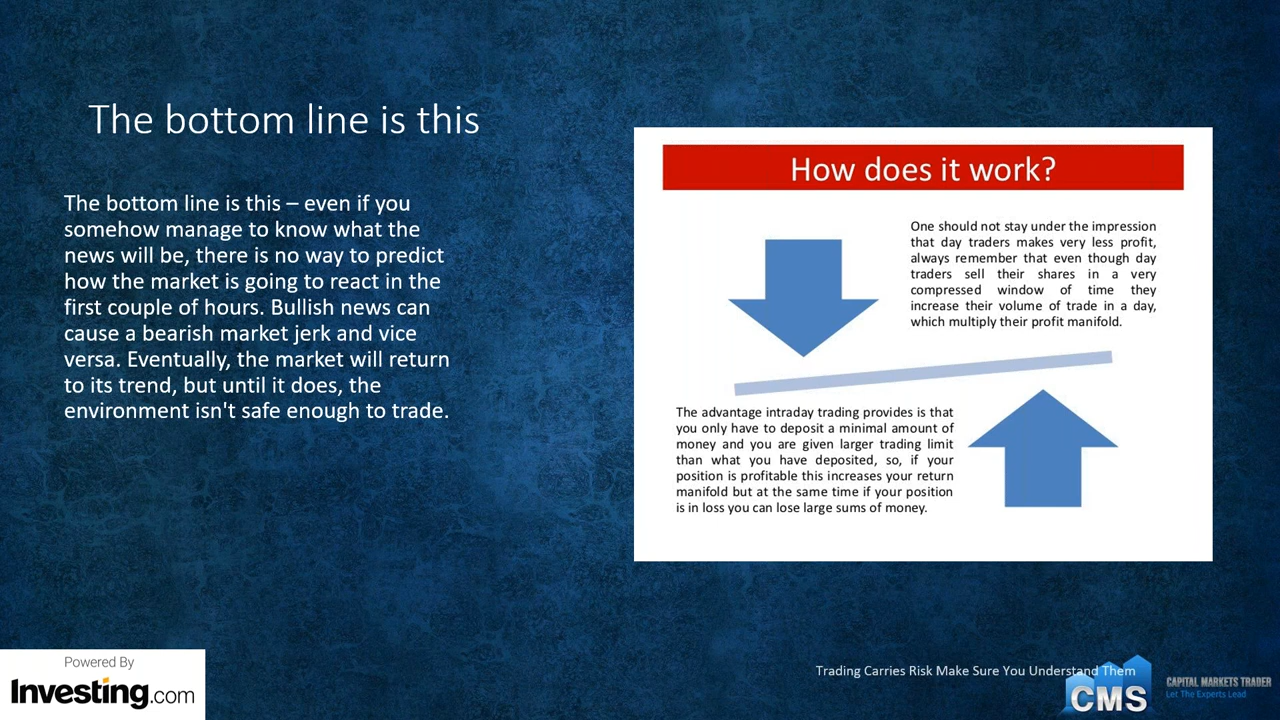 The bottom line is this
The bottom line is this – even if you
somehow manage to know what the
news will be, there is no way to predict
how the market is going to react in the
first couple of hours. Bullish news can
cause a bearish market jerk and vice
versa. Eventually, the market will return
to its trend, but until it does, the
environment isn't safe enough to trade.
How does it work?
One should not stay under the impression
that day traders makes very less profit,
always remember that even though day
traders sell their shares in a very
compressed window of time they
increase their volume of trade in a day,
which multiply their profit manifold.
The advantage intraday trading provides is that
you only have to deposit a minimal amount of
money and you are given larger trading limit
than what you have deposited, so, if your
position is profitable this increases your return
manifold but at the same time if your position
is in loss you can lose large sums of money.
Powered By
Investing.com
Trading Carries Risk Make Sure You Understand Them
CMS
CAPITAL MARKETS TRADER
Let The Experts Lead